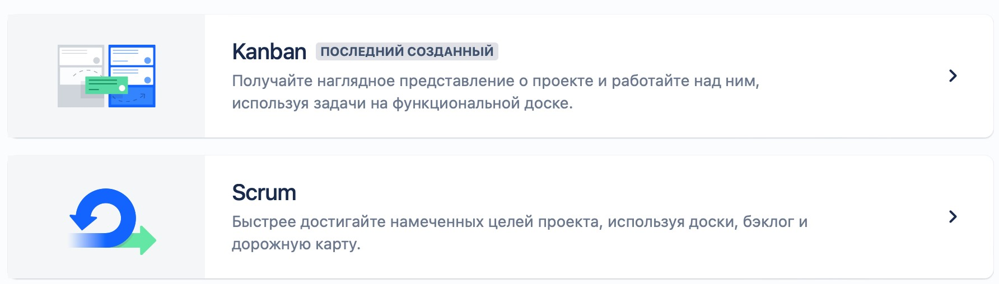 Kanban ПОСЛЕДНИЙ СОЗДАННЫЙ
Получайте наглядное представление о проекте и работайте над ним,
используя задачи на функциональной доске.
Scrum
Быстрее достигайте намеченных целей проекта, используя доски, бэклог и
дорожную карту.